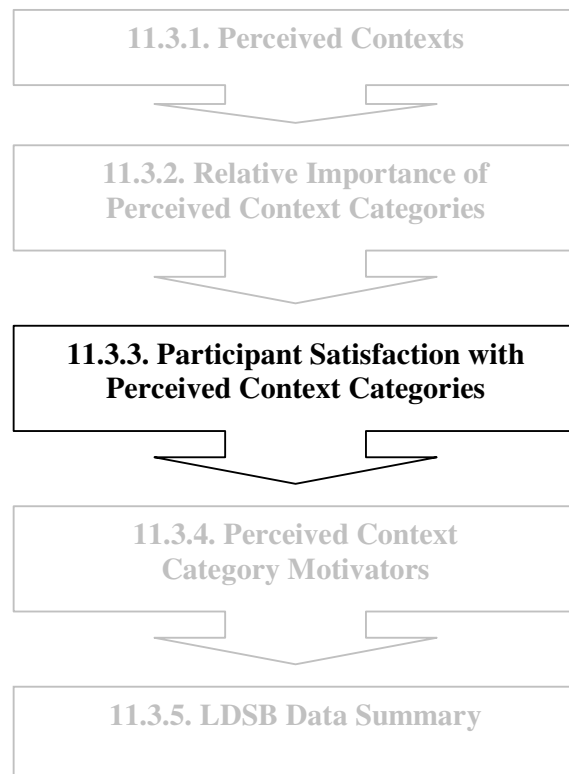 11.3.1. Perceived Contexts
11.3.2. Relative Importance of
Perceived Context Categories
11.3.3. Participant Satisfaction with
Perceived Context Categories
11.3.4. Perceived Context
Category Motivators
11.3.5. LDSB Data Summary